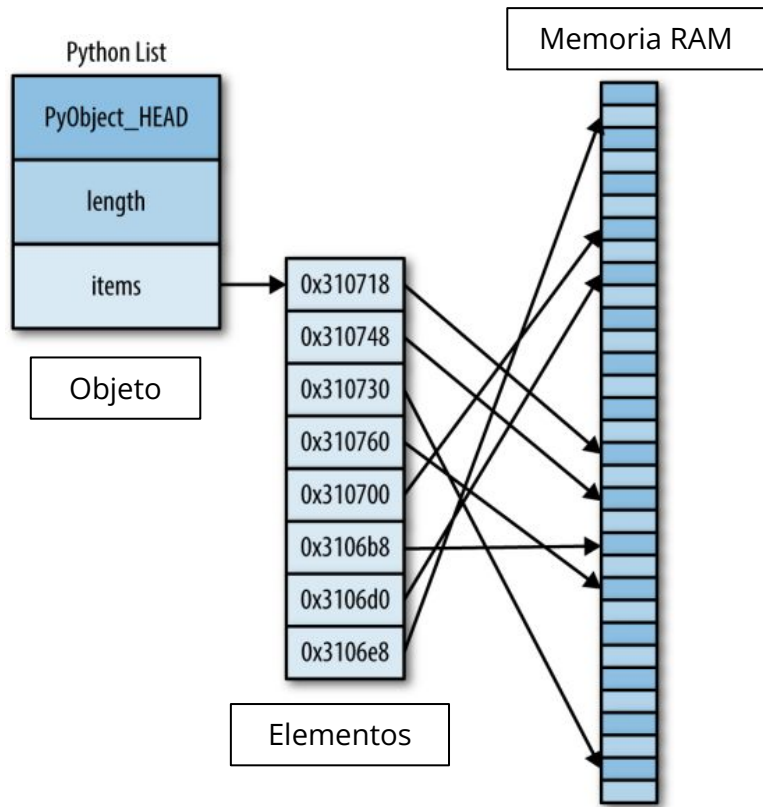 Memoria RAM
Python List
PyObject_HEAD
length
items
0x310718
0x310748
0x310730
0x310760
0x310700
0x3106b8
0x3106d0
0x3106e8
Objeto
Elementos